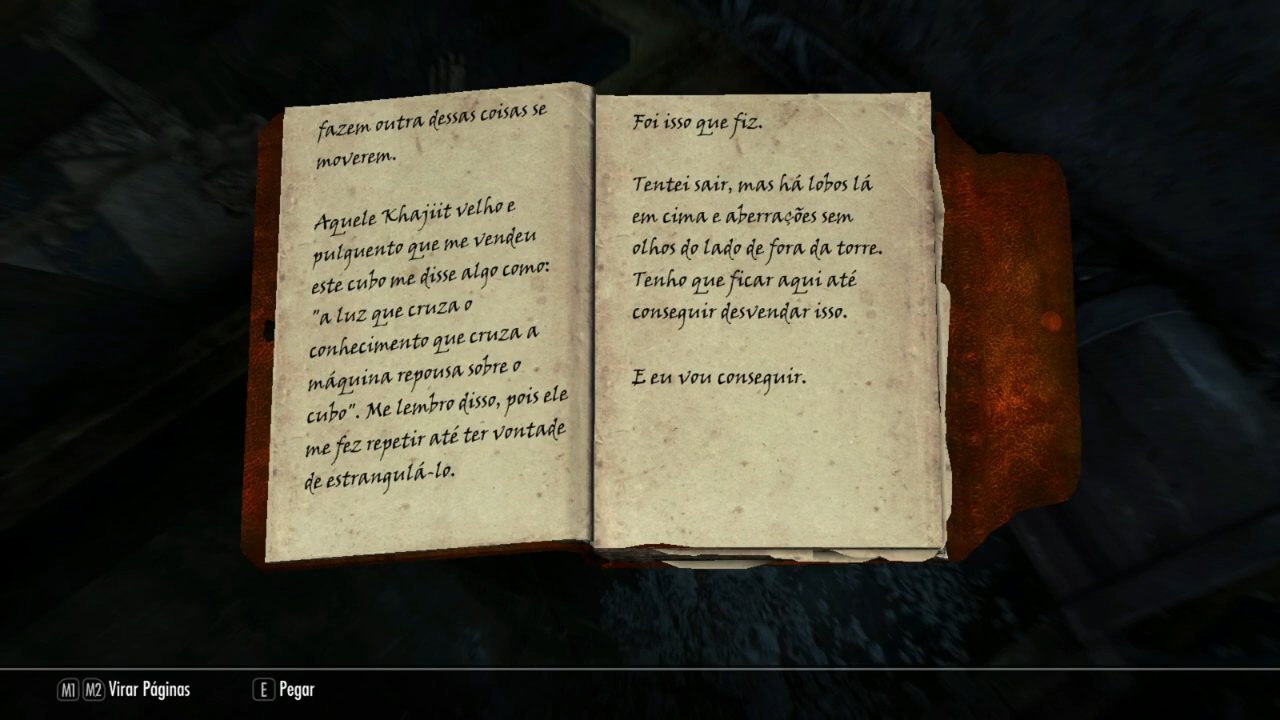 fazem outra dessas coisas se
moverem.
Aquele Khajiit velho e
pulguento que me vendeu
este cubo me disse algo como:
"a luz que cruza o
conhecimento que cruza a
máquina repousa sobre o
cubo". Me lembro disso, pois ele
me fez repetir até ter vontade
de estrangulá-lo.
Foi isso que fiz.
Tentei sair, mas há lobos lá
em cima e aberrações sem
olhos do lado de fora da torre.
Tenho que ficar aqui até
conseguir desvendar isso.
E eu vou conseguir.
M1 M2 Virar Páginas
E Pegar